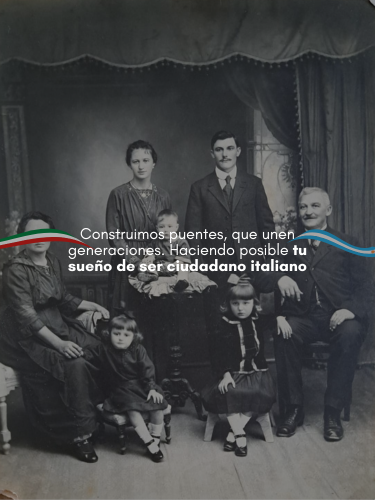 Construimos puentes, que unen
generaciones. Haciendo posible tu
sueño de ser ciudadano italiano